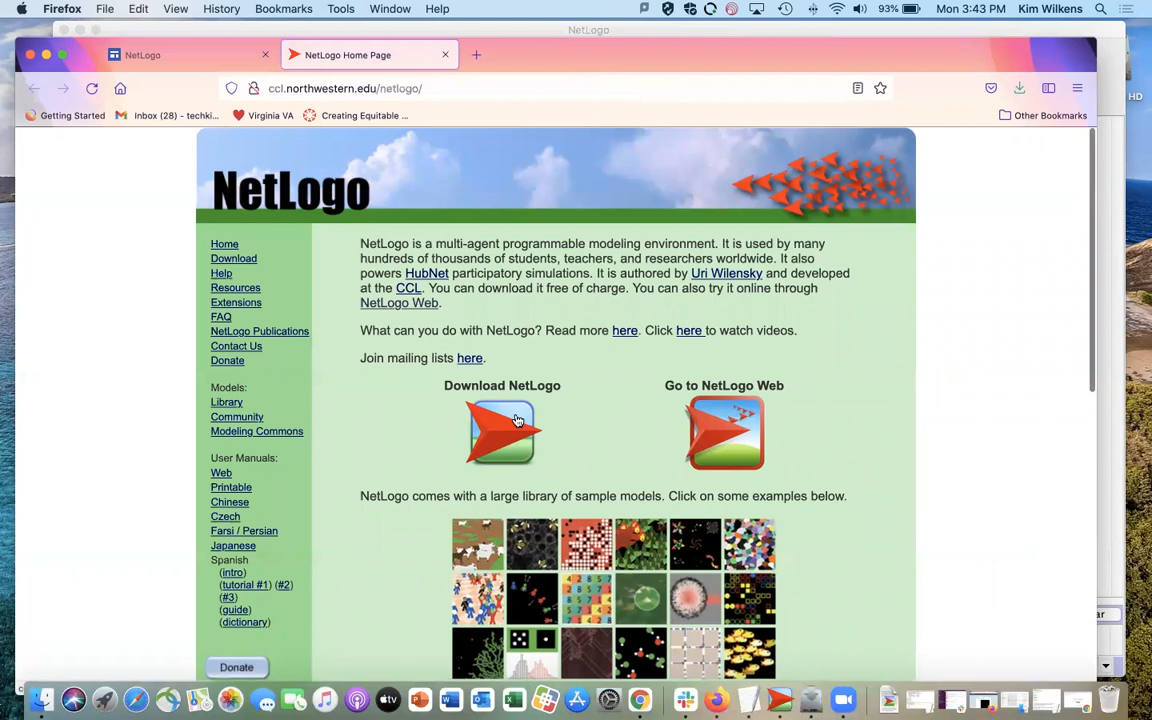 Firefox File Edit View History Bookmarks Tools Window Help 93% Mon 3:43 PM Kim Wilkens
NetLogo
NetLogo NetLogo Home Page
ccl.northwestern.edu/netlogo/
Getting Started Inbox (28) - techki... Virginia VA Creating Equitable ... Other Bookmarks
HD
NetLogo
Home
Download
Help
Resources
Extensions
FAQ
NetLogo Publications
Contact Us
Donate
Models:
Library
Community
Modeling Commons
User Manuals:
Web
Printable
Chinese
Czech
Farsi / Persian
Japanese
Spanish
(intro)
(tutorial #1) (#2)
(#3)
(guide)
(dictionary)
Donate
NetLogo is a multi-agent programmable modeling environment. It is used by many
hundreds of thousands of students, teachers, and researchers worldwide. It also
powers HubNet participatory simulations. It is authored by Uri Wilensky and developed
at the CCL. You can download it free of charge. You can also try it online through
NetLogo Web.
What can you do with NetLogo? Read more here. Click here to watch videos.
Join mailing lists here.
Download NetLogo Go to NetLogo Web
NetLogo comes with a large library of sample models. Click on some examples below.